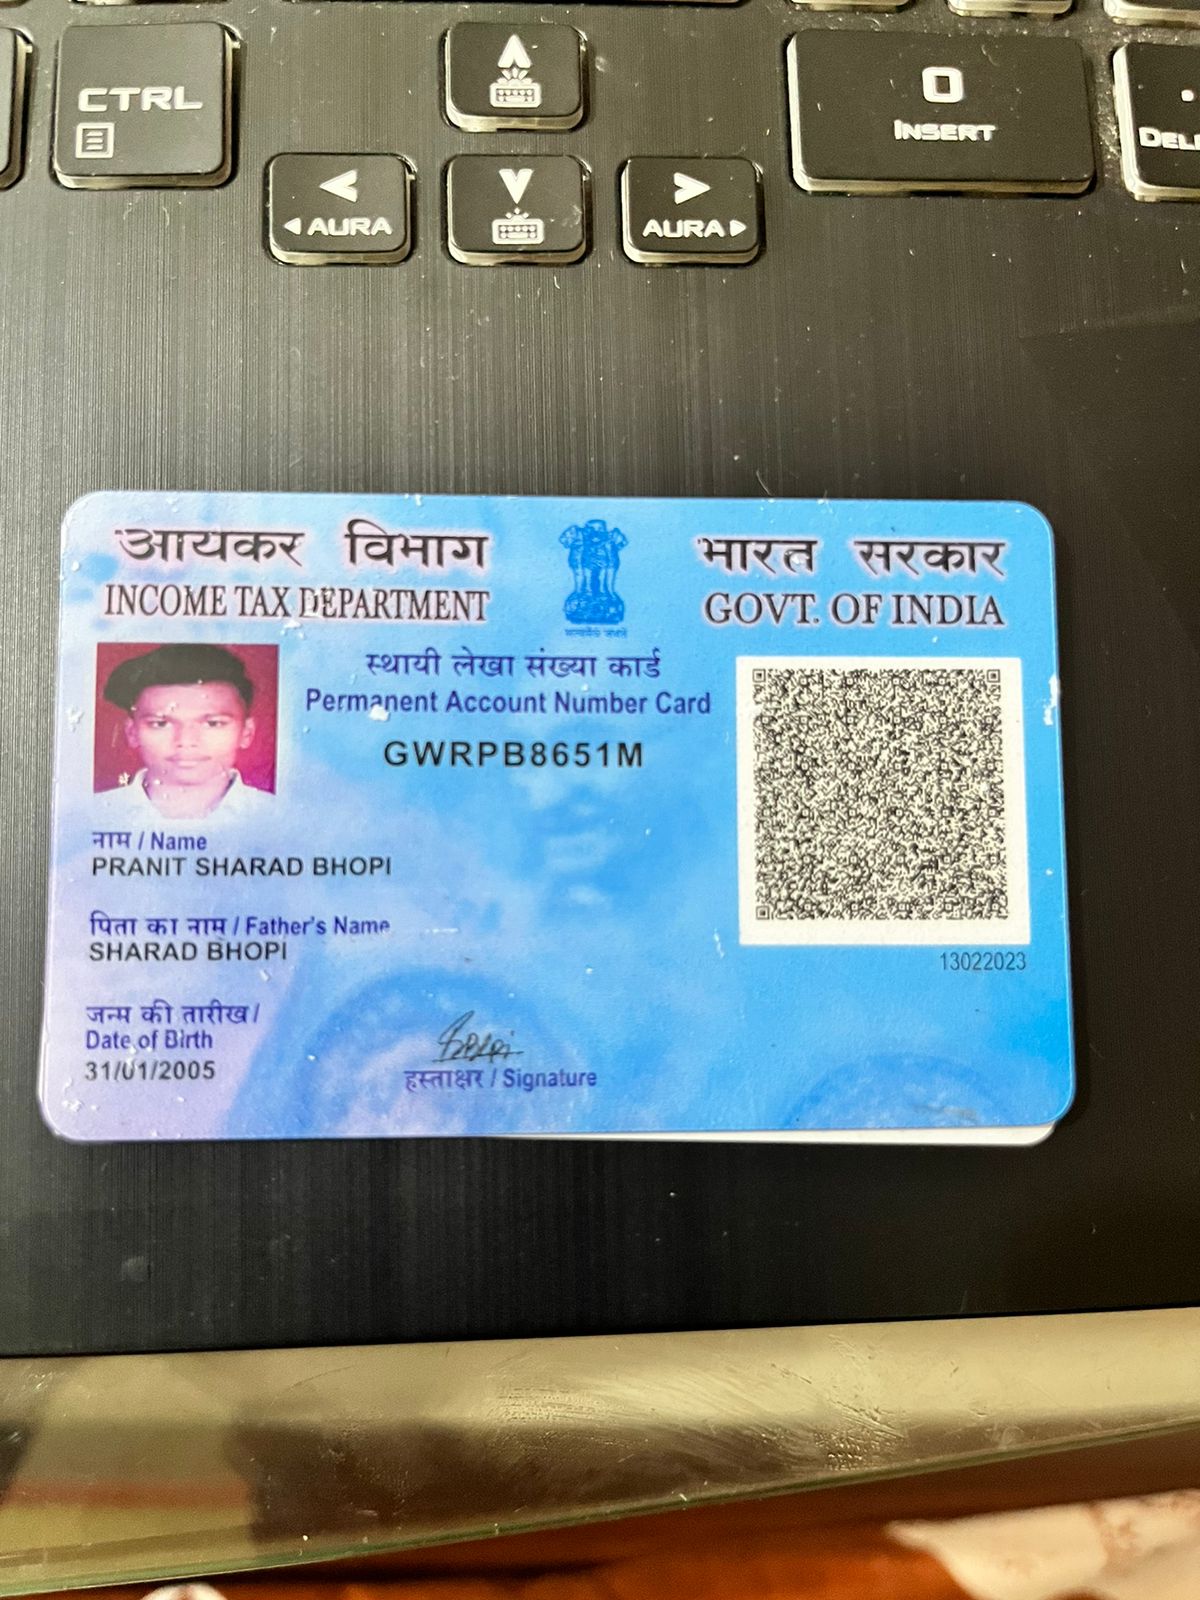 CTRL
0
INSERT
AURA
AURA
आयकर विभाग
INCOME TAX DEPARTMENT
भारत सरकार
GOVT. OF INDIA
सत्यमेव जयते
स्थायी लेखा संख्या कार्ड
Permanent Account Number Card
GWRPB8651M
नाम / Name
PRANIT SHARAD BHOPI
पिता का नाम / Father's Name
SHARAD BHOPI
13022023
जन्म की तारीख /
Date of Birth
31/01/2005
Bhopi
हस्ताक्षर / Signature